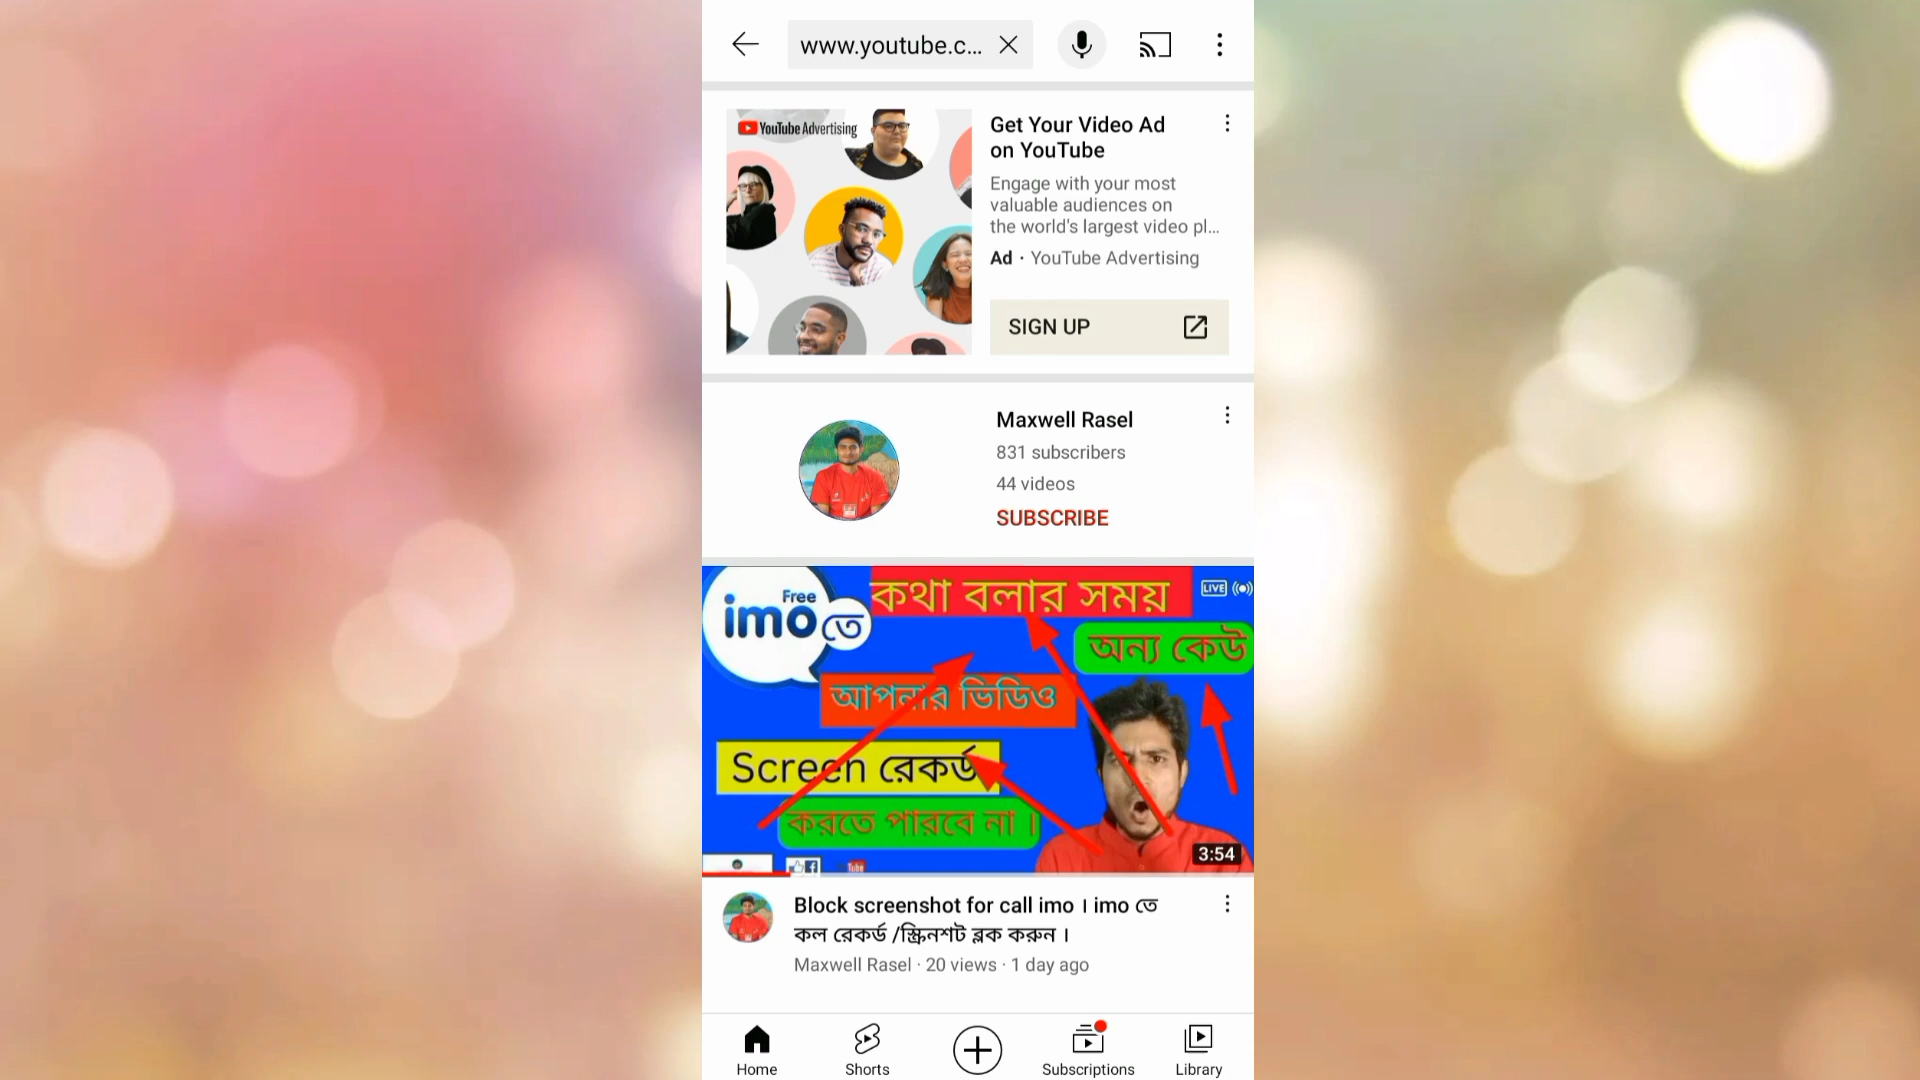 www.youtube.c...
YouTube Advertising
Get Your Video Ad
on YouTube
Engage with your most
valuable audiences on
the world's largest video pl...
Ad · YouTube Advertising
SIGN UP
Maxwell Rasel
831 subscribers
44 videos
SUBSCRIBE
Free
imo তে
কথা বলার সময়
LIVE
অন্য কেউ
আপনার ভিডিও
Screen রেকর্ড
করতে পারবে না ।
Tube
3:54
Block screenshot for call imo । imo তে
কল রেকর্ড /স্ক্রিনশট ব্লক করুন ।
Maxwell Rasel · 20 views · 1 day ago
Home
Shorts
Subscriptions
Library